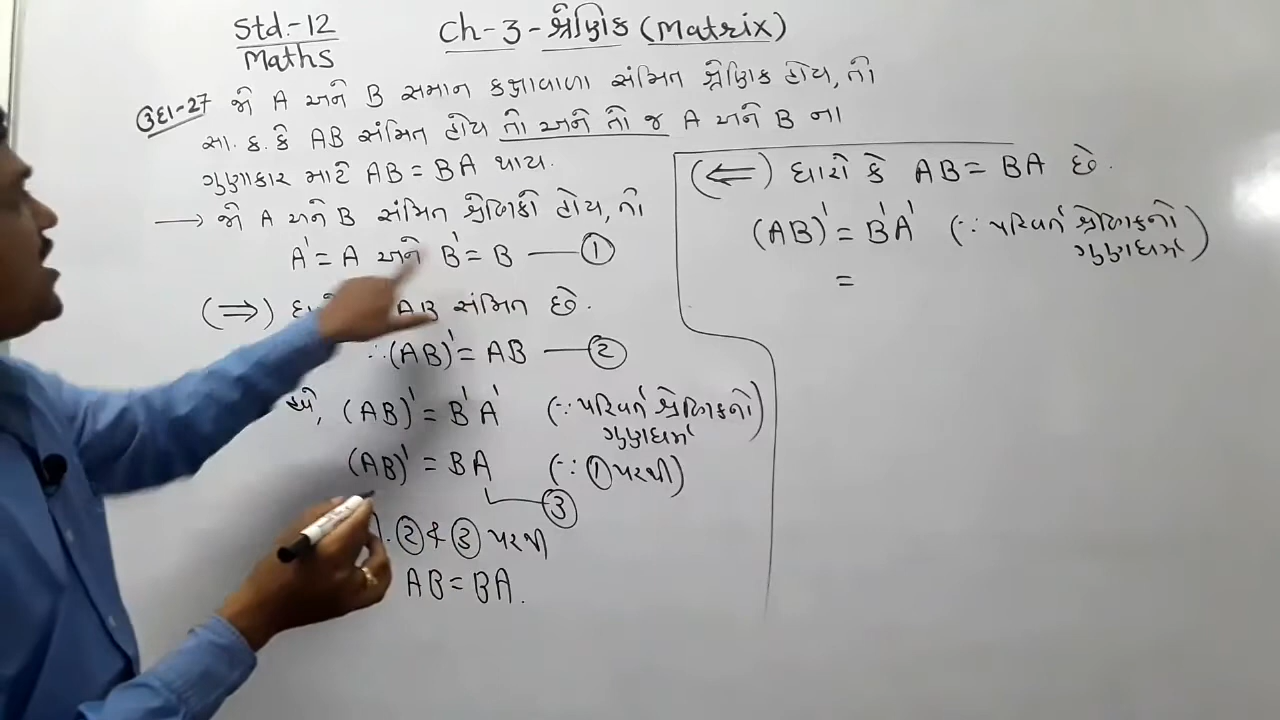 Std.-12
Maths
Ch-3-શ્રેણિક (Matrix)
ઉદા-27 જો A અને B સમાન કક્ષાવાળા સંમિત શ્રેણિક હોય, તો
સા. ક. કે AB સંમિત હોય તો અને તો જ A અને B ના
ગુણાકાર માટે AB = BA થાય.
→ જો A અને B સંમિત શ્રેણિકો હોય, તો
A' = A અને B' = B — ①
(⇒) AB સંમિત છે.
∴ (AB)' = AB — ②
(AB)' = B'A' (∵ પરિવર્ત શ્રેણિકનો
ગુણધર્મ)
(AB)' = BA (∵ ① પરથી)
③
② & ③ પરથી
AB = BA.
(⇐) ધારો કે AB = BA છે.
(AB)' = B'A' (∵ પરિવર્ત શ્રેણિકનો
ગુણધર્મ)
=